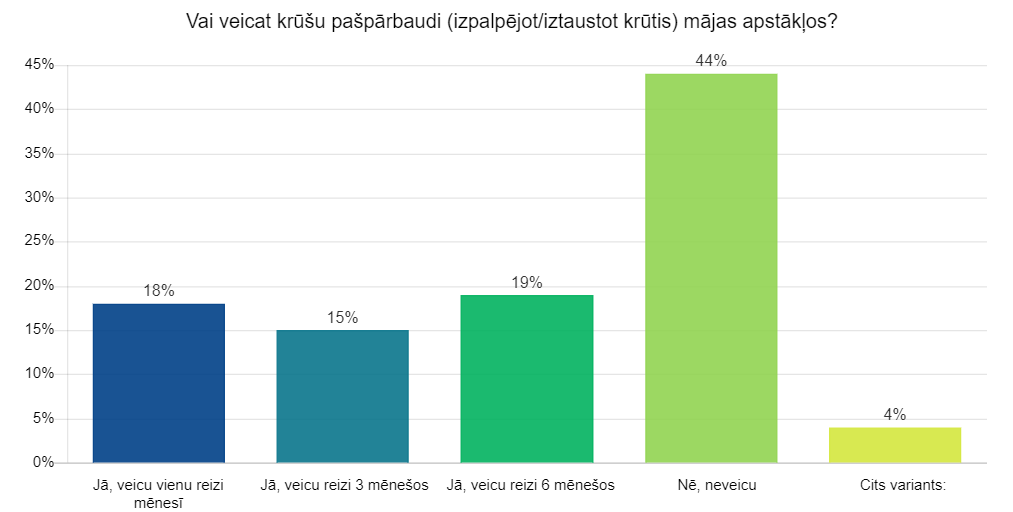 Vai veicat krūšu pašpārbaudi (izpalpējot/iztaustot krūtis) mājas apstākļos?
45%
40%
35%
30%
25%
20%
15%
10%
5%
0%
18%
15%
19%
44%
4%
Jā, veicu vienu reizi
mēnesī
Jā, veicu reizi 3 mēnešos
Jā, veicu reizi 6 mēnešos
Nē, neveicu
Cits variants: